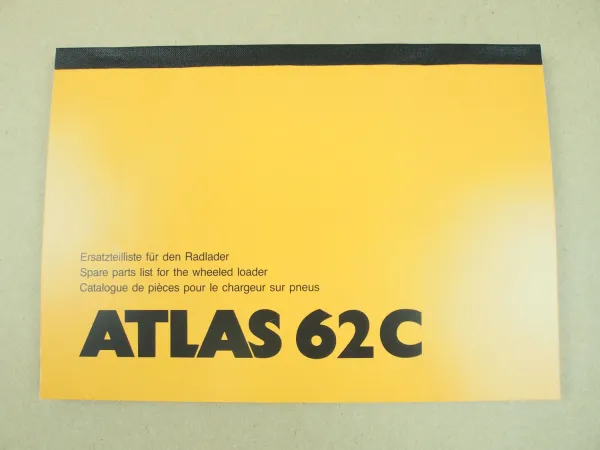 Ersatzteilliste für den Radlader
Spare parts list for the wheeled loader
Catalogue de pièces pour le chargeur sur pneus
ATLAS 62C